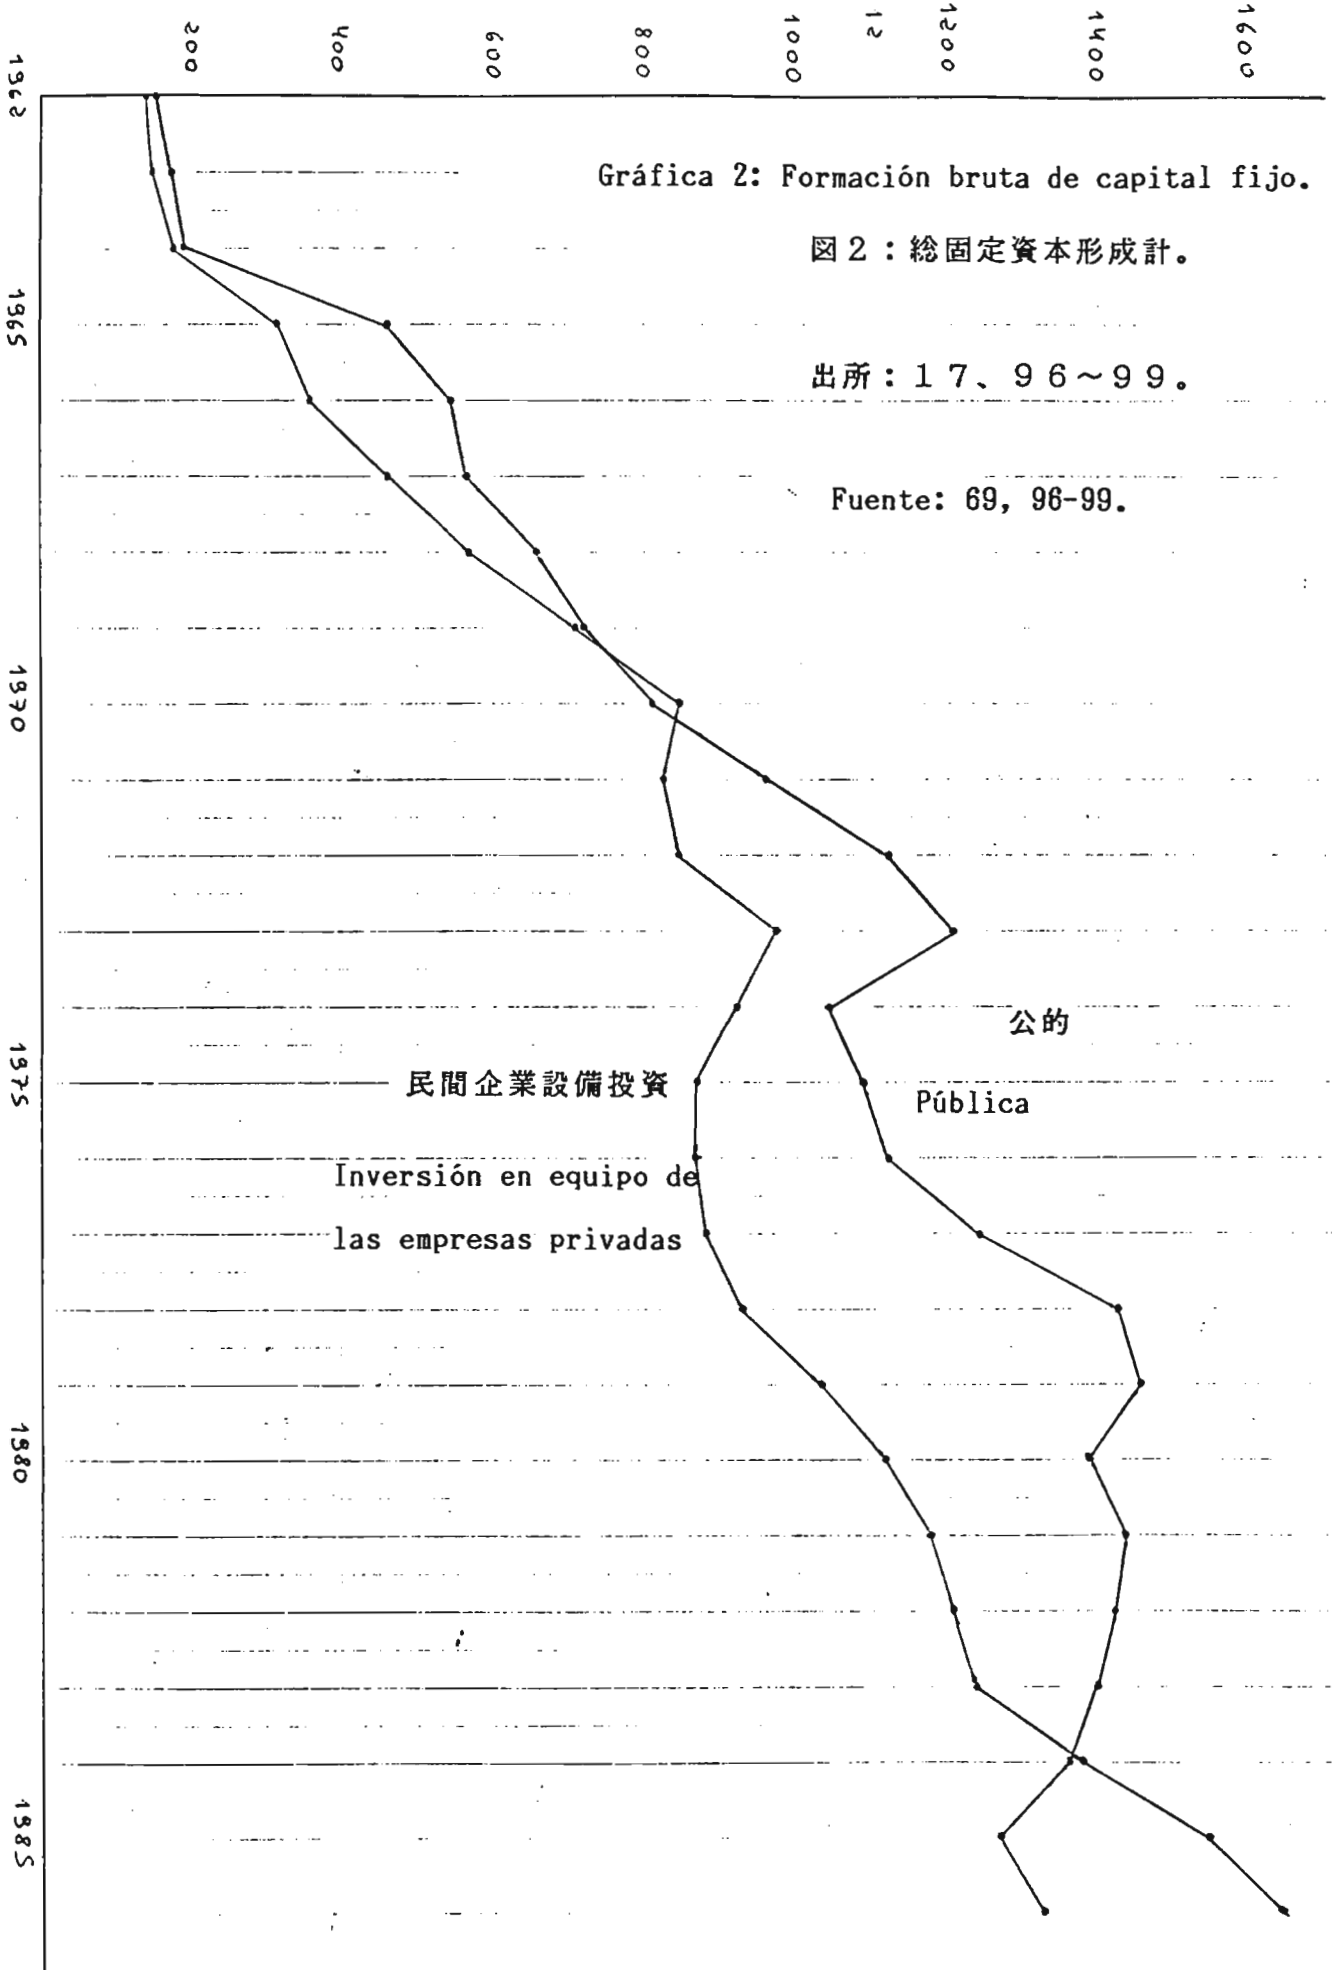 200
400
600
800
1000
12
1200
1400
1600
1962
Gráfica 2: Formación bruta de capital fijo.
図2:総固定資本形成計。
1965
出所:17、96~99。
Fuente: 69, 96-99.
1970
公的
1975
民間企業設備投資
Pública
Inversión en equipo de
las empresas privadas
1980
1985